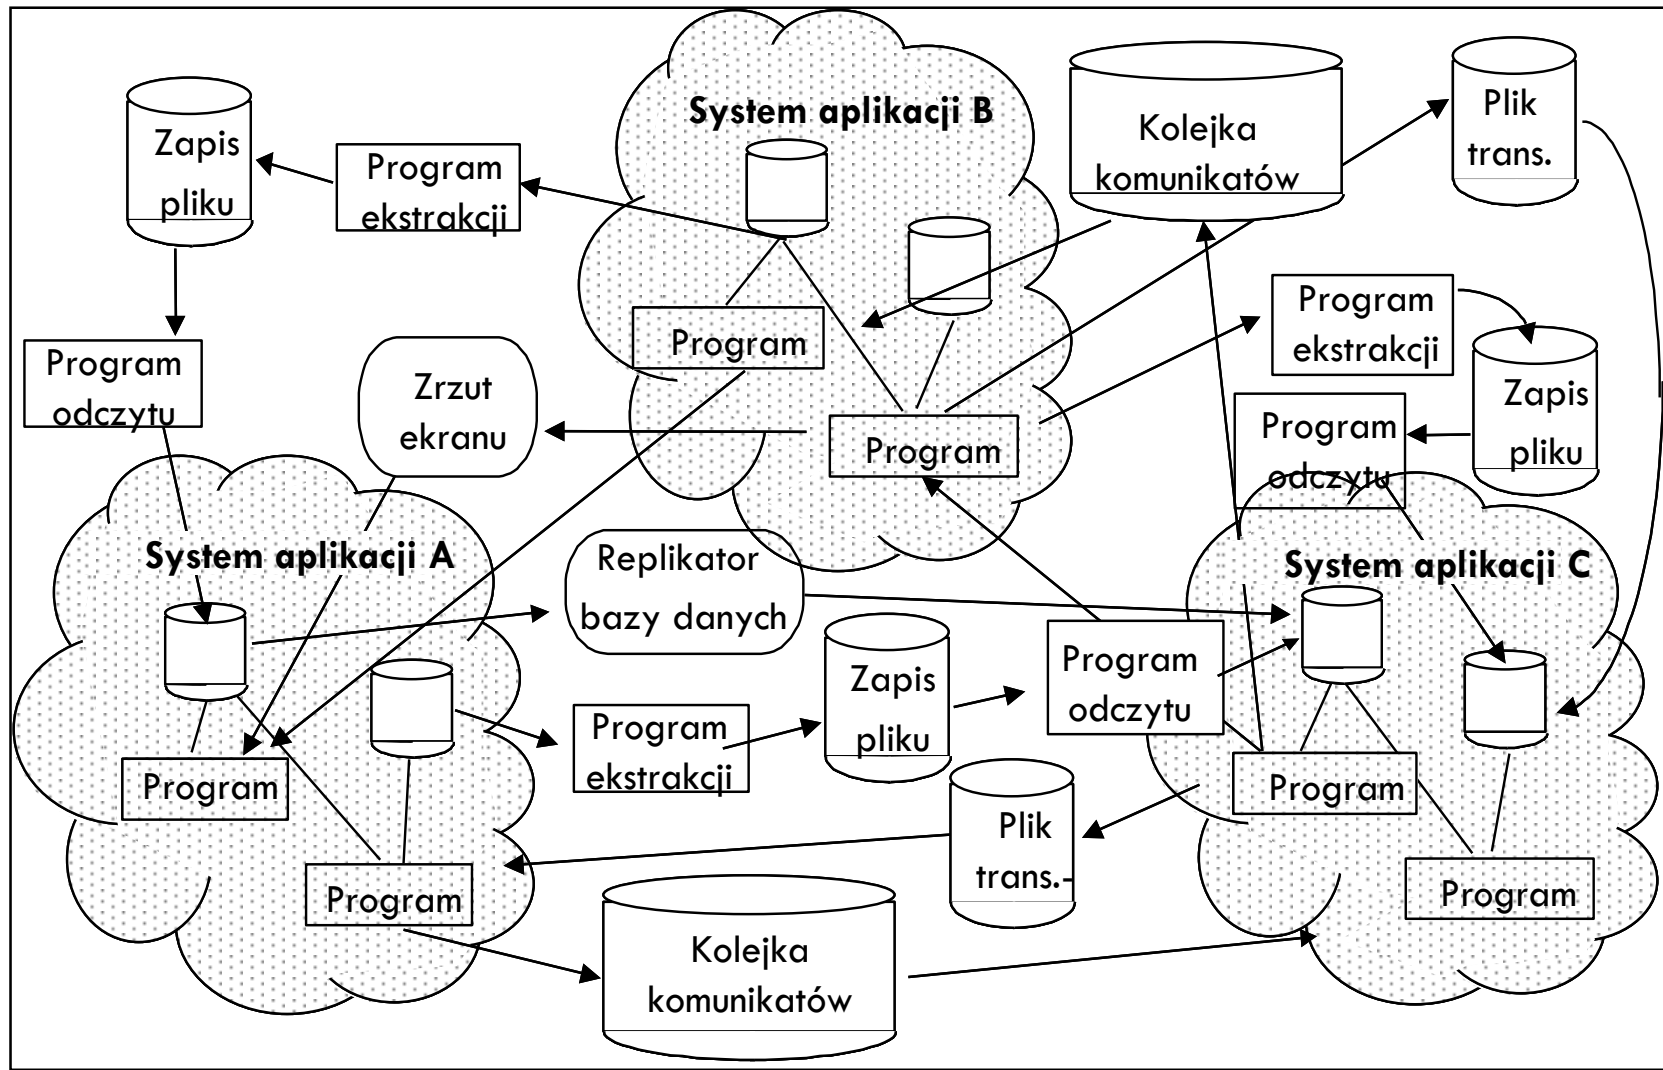 System aplikacji B
Zapis
pliku
Program
ekstrakcji
Kolejka
komunikatów
Plik
trans.
Program
odczytu
Zrzut
ekranu
Program
Program
Program
ekstrakcji
Zapis
pliku
Program
odczytu
System aplikacji A
Replikator
bazy danych
System aplikacji C
Program
Program
ekstrakcji
Zapis
pliku
Program
odczytu
Program
Plik
trans.-
Program
Program
Kolejka
komunikatów